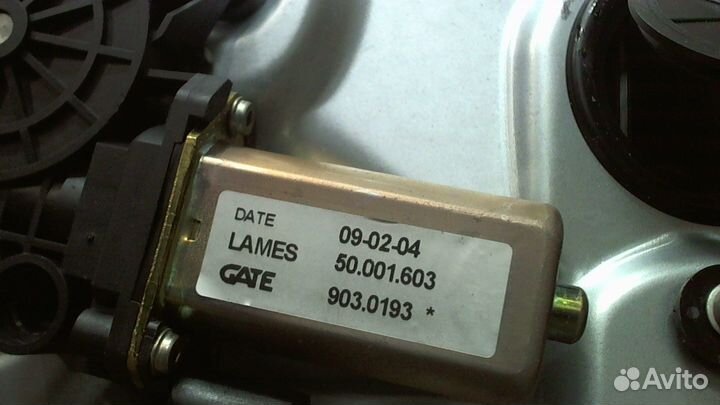 DATE 09-02-04
LAMES 50.001.603
GATE 903.0193 *
Avito